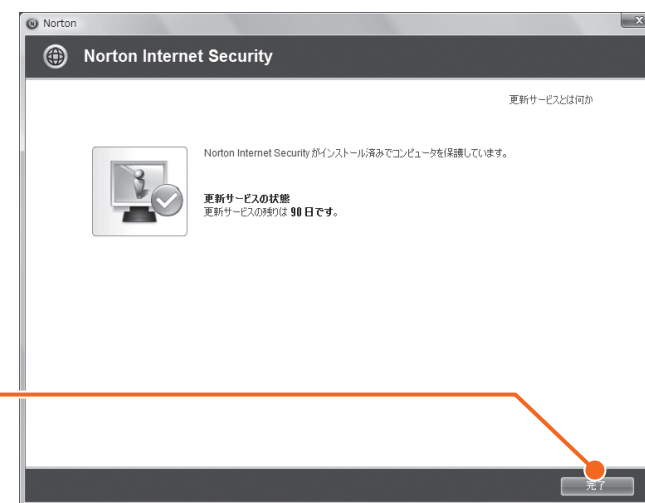 Norton
X
Norton Internet Security
更新サービスとは何か
Norton Internet Security がインストール済みでコンピュータを保護しています。
更新サービスの状態
更新サービスの残りは 90 日です。
完了